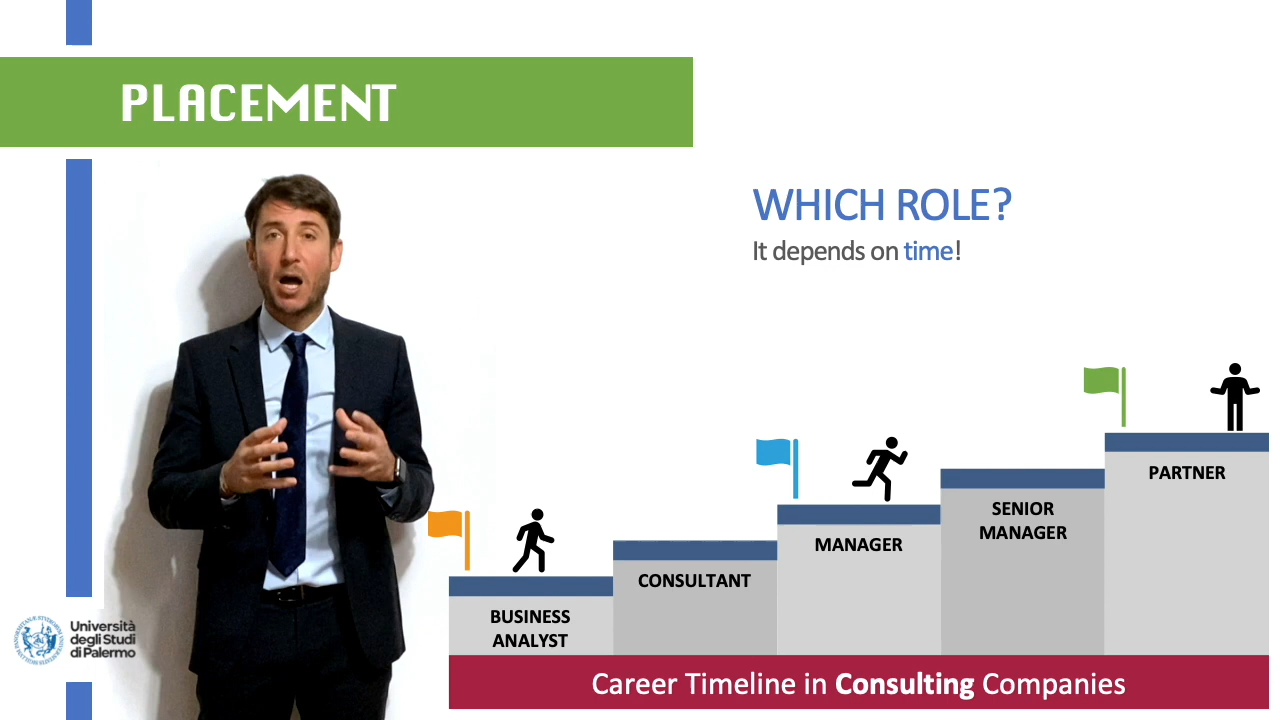 PLACEMENT
WHICH ROLE?
It depends on time!
PARTNER
SENIOR
MANAGER
MANAGER
CONSULTANT
BUSINESS
ANALYST
Career Timeline in Consulting Companies
Università
degli Studi
di Palermo